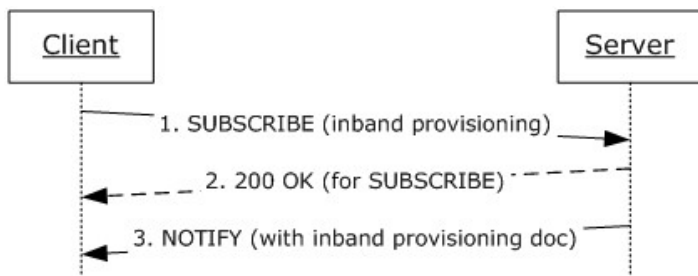 Client
Server
1. SUBSCRIBE (inband provisioning)
2. 200 OK (for SUBSCRIBE)
3. NOTIFY (with inband provisioning doc)